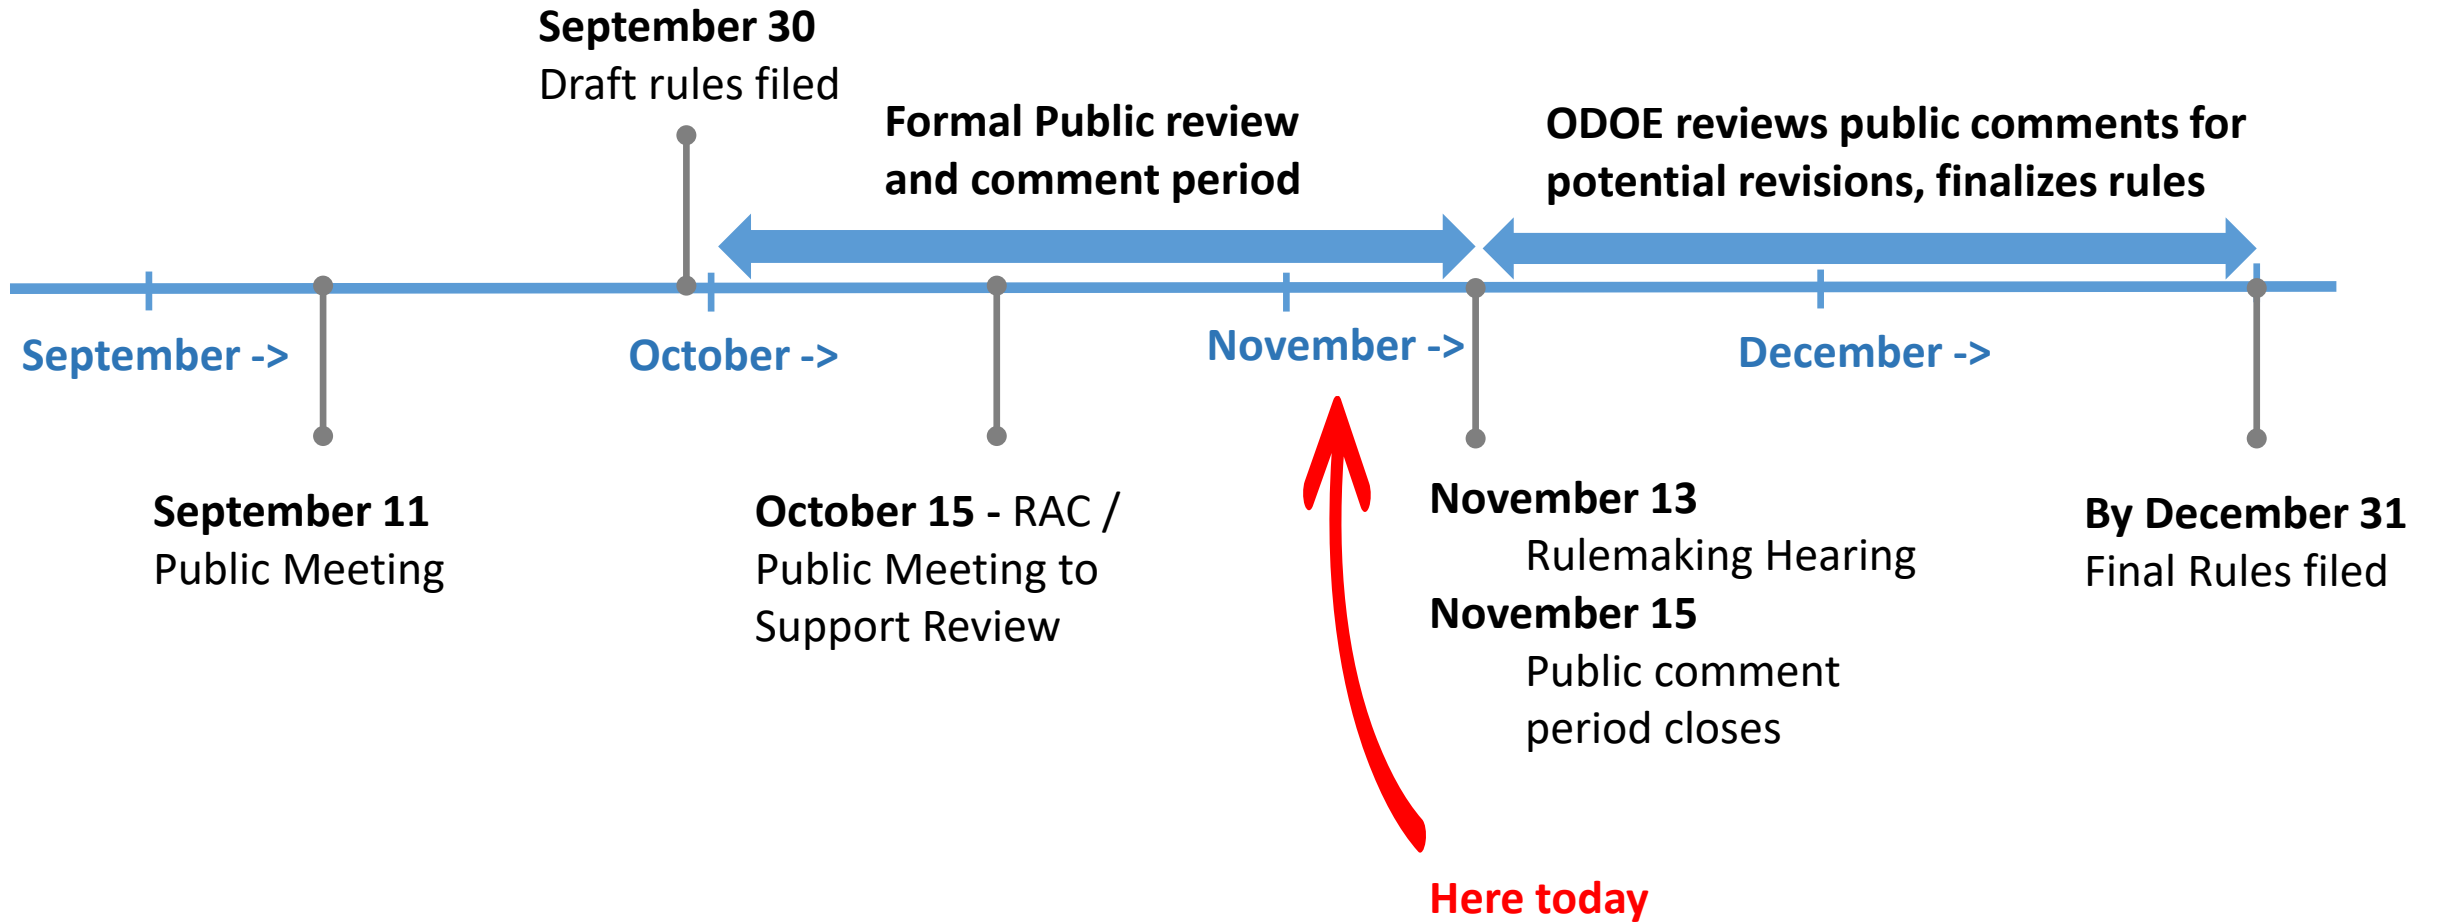 September 30
Draft rules filed
Formal Public review
and comment period
ODOE reviews public comments for
potential revisions, finalizes rules
September ->
October ->
November ->
December ->
September 11
Public Meeting
October 15 - RAC /
Public Meeting to
Support Review
November 13
Rulemaking Hearing
November 15
Public comment
period closes
By December 31
Final Rules filed
Here today